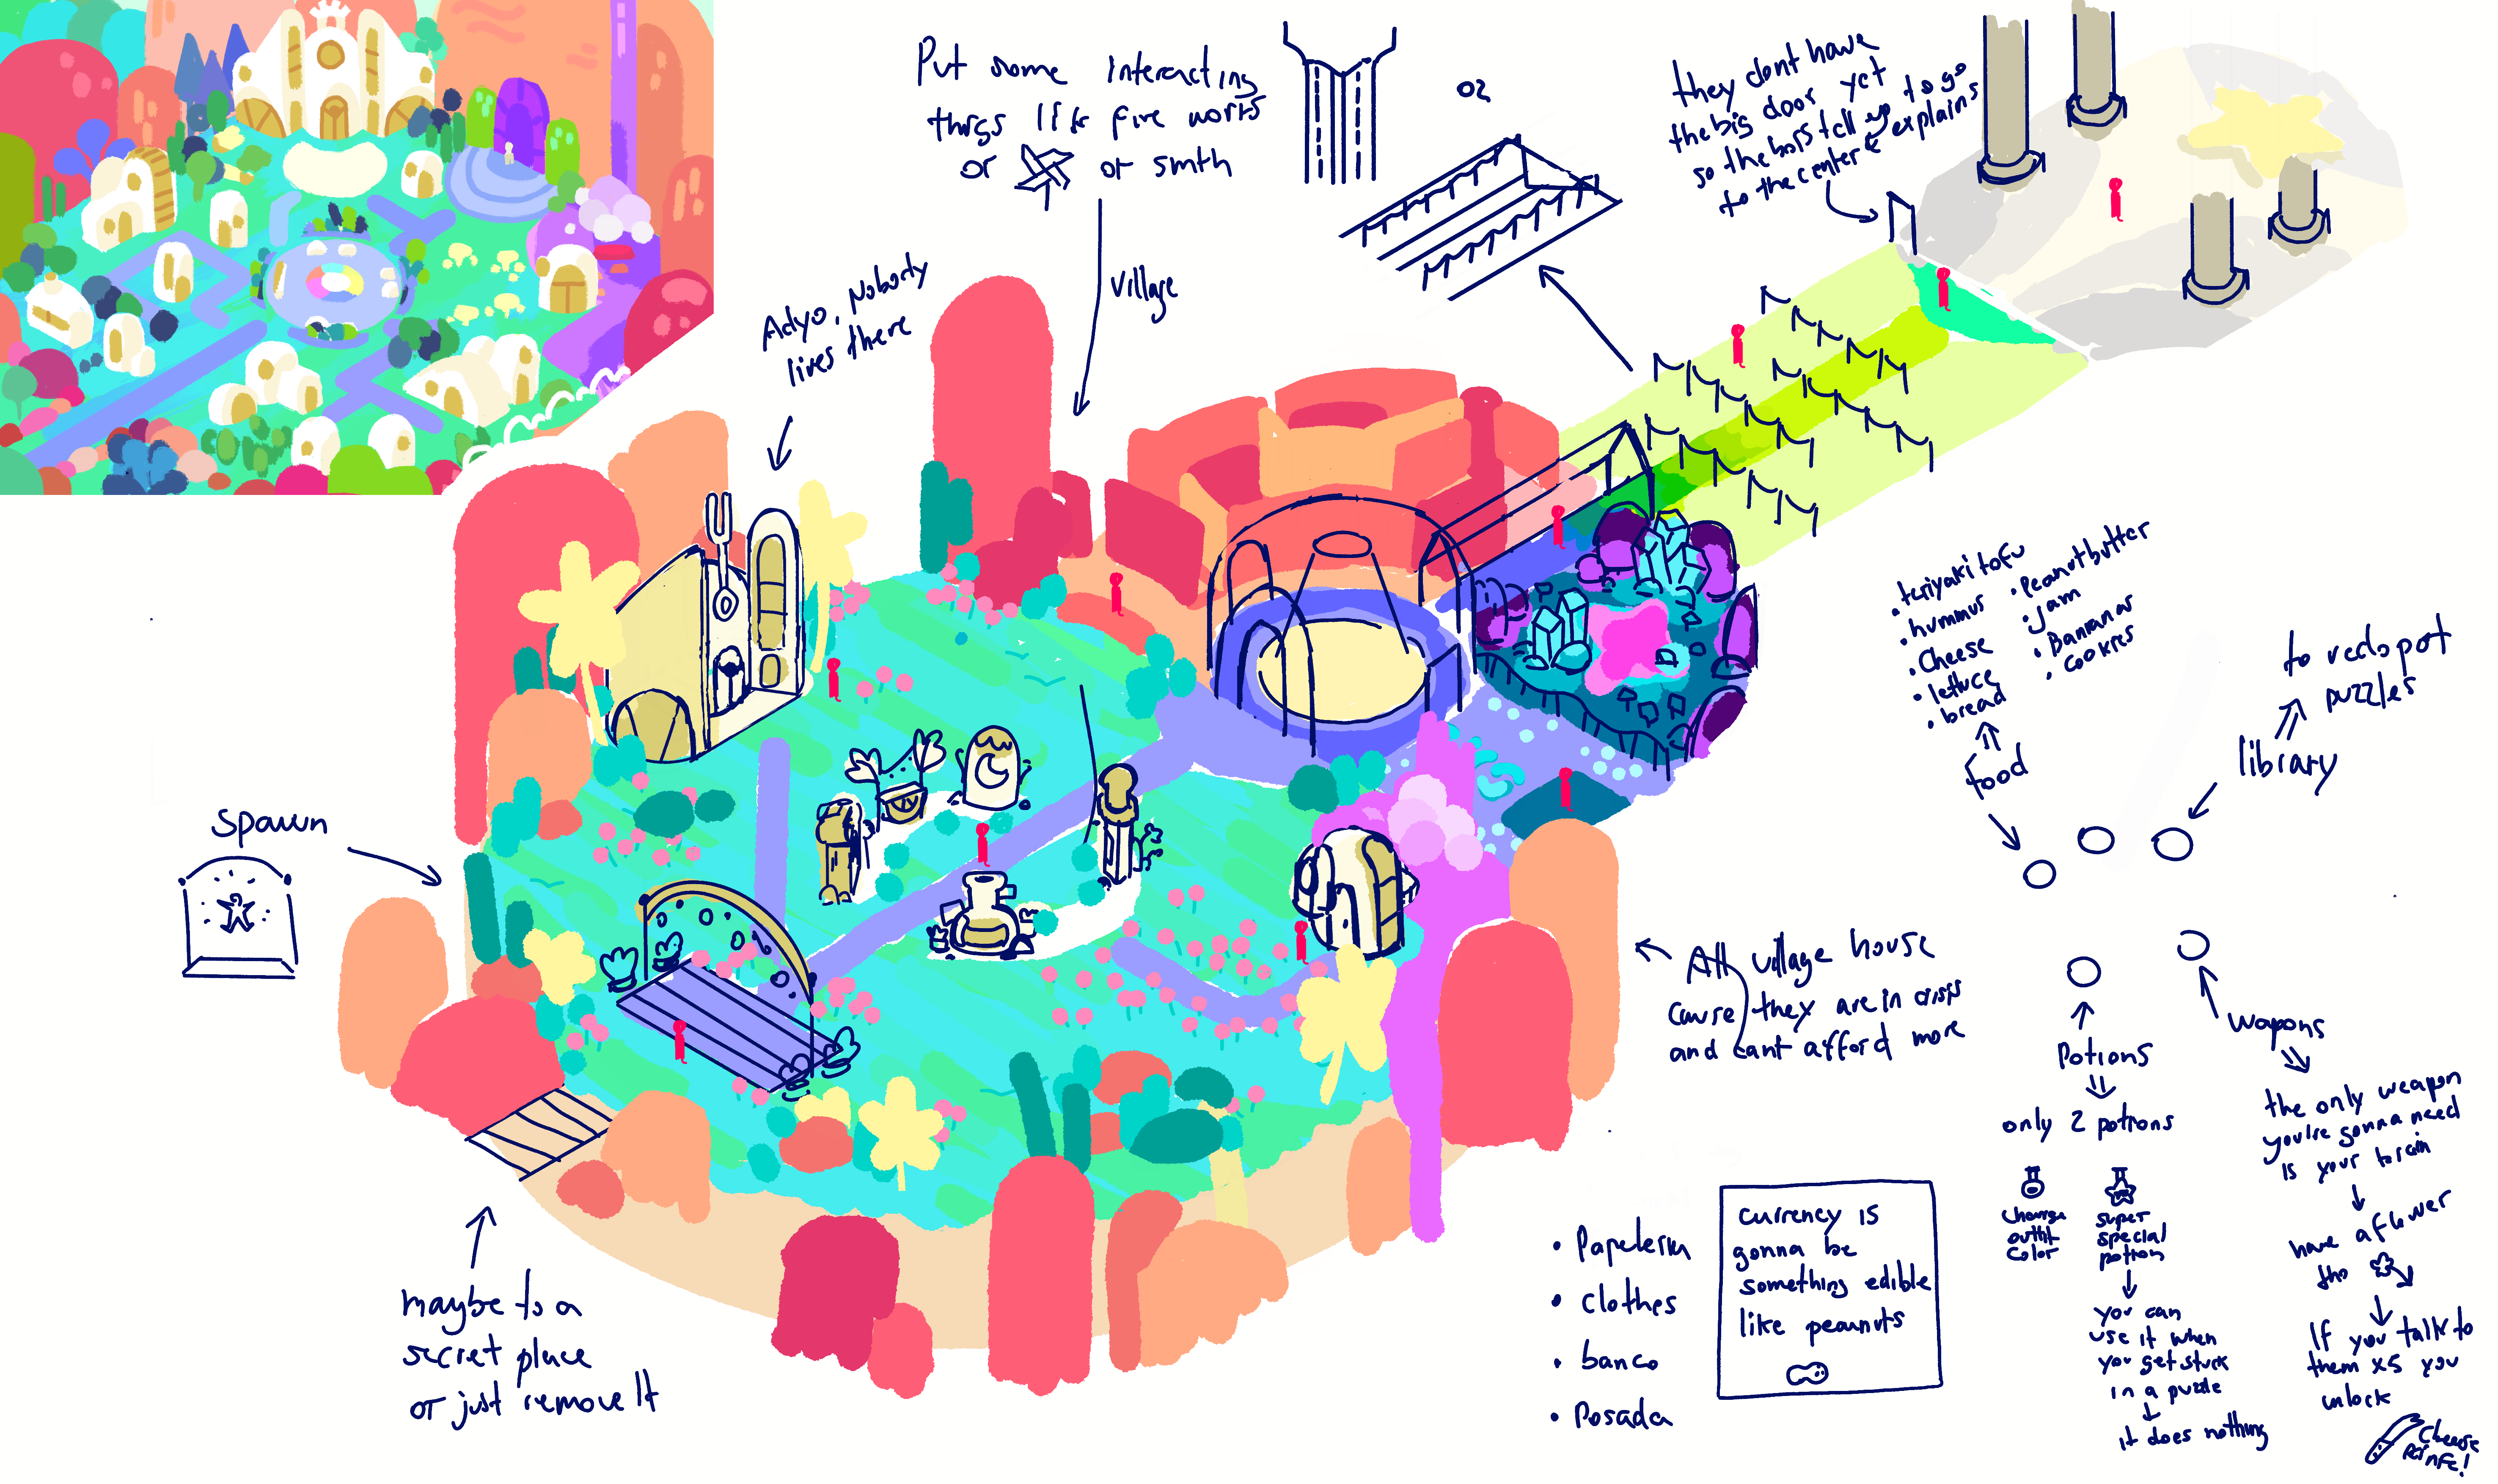 Put some interacting
things like fire works
or or smth
village
or
they dont have
the big door yet
so the boss tell u to go
to the center & explains
Adyo, Nobody
lives there
spawn
maybe to a
secret place
or just remove It
All village house
cause they are in crisis
and cant afford more
• teriyaki tofu
• hummus
• Cheese
• lettuce
• bread
• Peanutbutter
• Jam
• Bannanas
• cookies
food
to redo pot
puzzles
library
Potions
only 2 potions
change
outfit
color
super
special
potion
you can
use it when
you get stuck
in a puzzle
it does nothing
wapons
the only weapon
you're gonna need
is your brain
have a flower
tho
If you talk to
them x5 you
unlock
Cheese
• Papeleria
• clothes
• banco
• Posada
currency is
gonna be
something edible
like peanuts